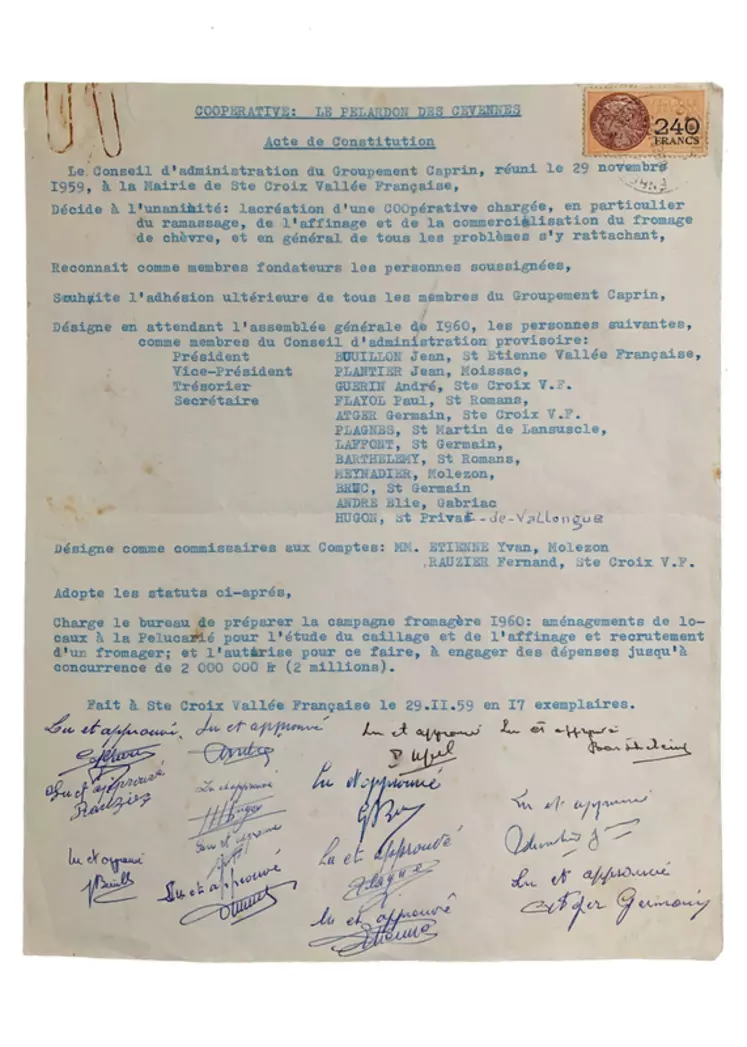 COOPERATIVE: LE PELARDON DES CEVENNES
240
FRANCS
Acte de Constitution
Le Conseil d'administration du Groupement Caprin, réuni le 29 novembre
I959, à la Mairie de Ste Croix Vallée Française,
Décide à l'unanimité: lacréation d'une COOpérative chargée, en particulier
du ramassage, de l'affinage et de la commercialisation du fromage
de chèvre, et en général de tous les problèmes s'y rattachant,
Reconnait comme membres fondateurs les personnes soussignées,
Souhaite l'adhésion ultérieure de tous les membres du Groupement Caprin,
Désigne en attendant l'assemblée générale de I960, les personnes suivantes,
comme membres du Conseil d'administration provisoire:
Président BOUILLON Jean, St Etienne Vallée Française,
Vice-Président PLANTIER Jean, Moissac,
Trésorier GUERIN André, Ste Croix V.F.
Secrétaire FLAYOL Paul, St Romans,
ATGER Germain, Ste Croix V.F.
PLAGNES, St Martin de Lansuscle,
LAFFONT, St Germain,
BARTHELEMY, St Romans,
MEYNADIER, Molezon,
BRUC, St Germain
ANDRE Elie, Gabriac
HUGON, St Privat-de-Vallongue
Désigne comme commissaires aux Comptes: MM. ETIENNE Yvan, Molezon
RAUZIER Fernand, Ste Croix V.F.
Adopte les statuts ci-aprés,
Charge le bureau de préparer la campagne fromagère I960: aménagements de lo-
caux à la Pelucarié pour l'étude du caillage et de l'affinage et recrutement
d'un fromager; et l'autorise pour ce faire, à engager des dépenses jusqu'à
concurrence de 2 000 000 fr (2 millions).
Fait à Ste Croix Vallée Française le 29.II.59 en I7 exemplaires.
Lu et approuvé Lu et approuvé Lu et approuvé Lu et approuvé
Lu et approuvé
Rauzier
Lu et approuvé
Lu et approuvé
Lu et approuvé
Lu et approuvé
Lu et approuvé
Lu et approuvé
Lu et approuvé
Lu et approuvé
Lu et approuvé
Atger Germain
Lu et approuvé
Etienne